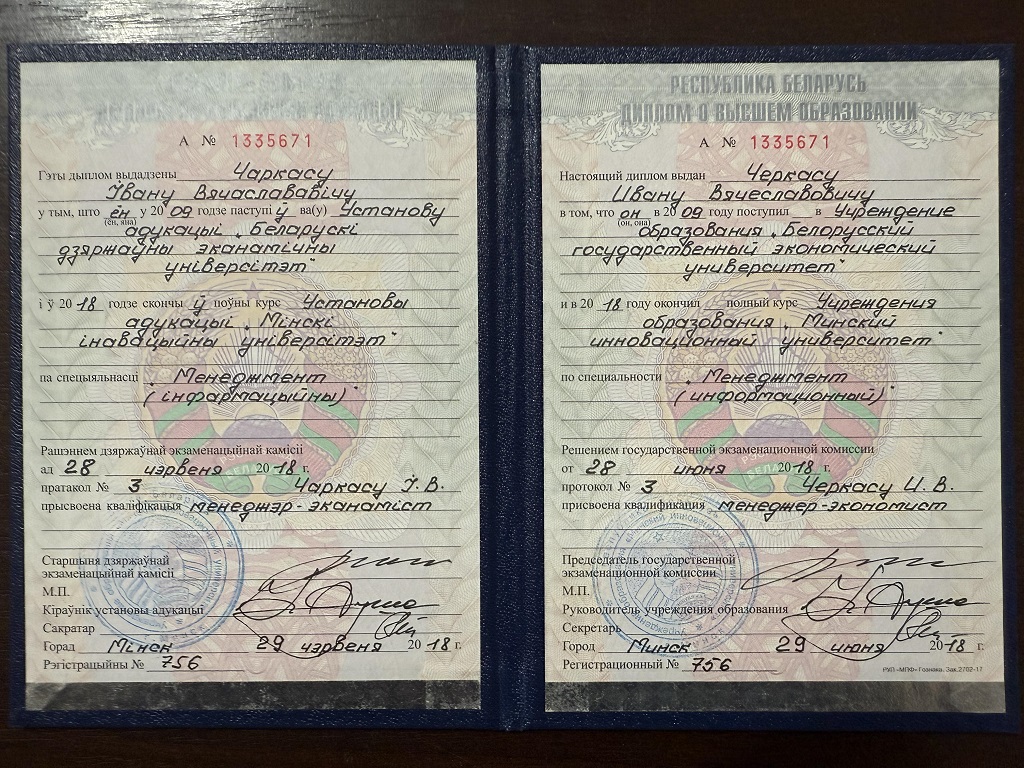 А № 1335671
Гэты дыплом выдадзены Чаркасу
Івану Вячаслававічу
у тым, што ён у 2009 годзе паступіў ва(у) Установу
(ён, яна)
адукацыі „Беларускі
дзяржаўны эканамічны
універсітэт"
і ў 2018 годзе скончыў поўны курс Установы
адукацыі „Мінскі
інавацыйны універсітэт"
па спецыяльнасці „Менеджмент
(інфармацыйны)"
Рашэннем дзяржаўнай экзаменацыйнай камісіі
ад 28 чэрвеня 2018 г.
пратакол № 3 Чаркасу І. В.
прысвоена кваліфікацыя менеджэр-эканаміст
Старшыня дзяржаўнай
экзаменацыйнай камісіі
М.П.
Кіраўнік установы адукацыі
Сакратар
Горад Мінск 29 чэрвеня 2018 г.
Рэгістрацыйны № 756
РЕСПУБЛИКА БЕЛАРУСЬ
ДИПЛОМ О ВЫСШЕМ ОБРАЗОВАНИИ
А № 1335671
Настоящий диплом выдан Черкасу
Ивану Вячеславовичу
в том, что он в 2009 году поступил в Учреждение
(он, она)
образования „Белорусский
государственный экономический
университет"
и в 2018 году окончил полный курс Учреждения
образования „Минский
инновационный университет"
по специальности „Менеджмент
(информационный)"
Решением государственной экзаменационной комиссии
от 28 июня 2018 г.
протокол № 3 Черкасу И. В.
присвоена квалификация менеджер-экономист
Председатель государственной
экзаменационной комиссии
М.П.
Руководитель учреждения образования
Секретарь
Город Минск 29 июня 2018 г.
Регистрационный № 756
РУП «МПФ» Гознака. Зак. 2702-17